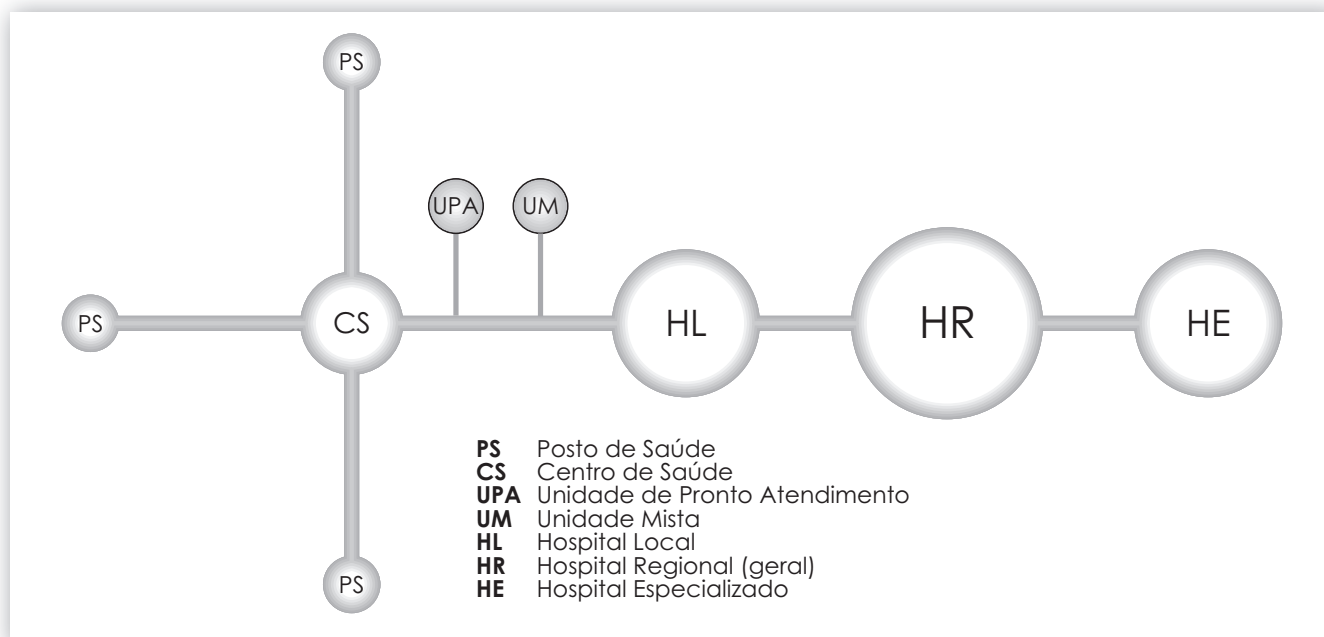 PS
UPA UM
PS CS HL HR HE
PS Posto de Saúde
CS Centro de Saúde
UPA Unidade de Pronto Atendimento
UM Unidade Mista
HL Hospital Local
HR Hospital Regional (geral)
HE Hospital Especializado
PS